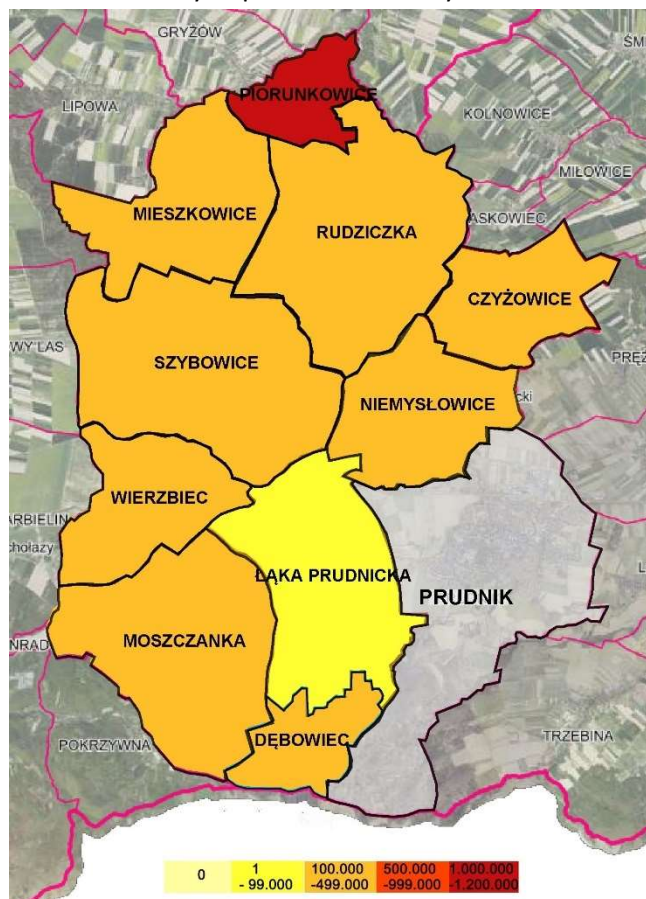 GRYŻÓW
PIORUNKOWICE
LIPOWA
KOLNOWICE
MIŁOWICE
MIESZKOWICE
RUDZICZKA
ASKOWIEC
CZYŻOWICE
WY LAS
SZYBOWICE
PRĘŻ
NIEMYSŁOWICE
cki
WIERZBIEC
ARBIELIN
chołazy
ŁĄKA PRUDNICKA
PRUDNIK
MOSZCZANKA
NRAD
DĘBOWIEC
POKRZYWNA
TRZEBINA
0
1
- 99.000
100.000
-499.000
500.000
-999.000
1.000.000
-1.200.000